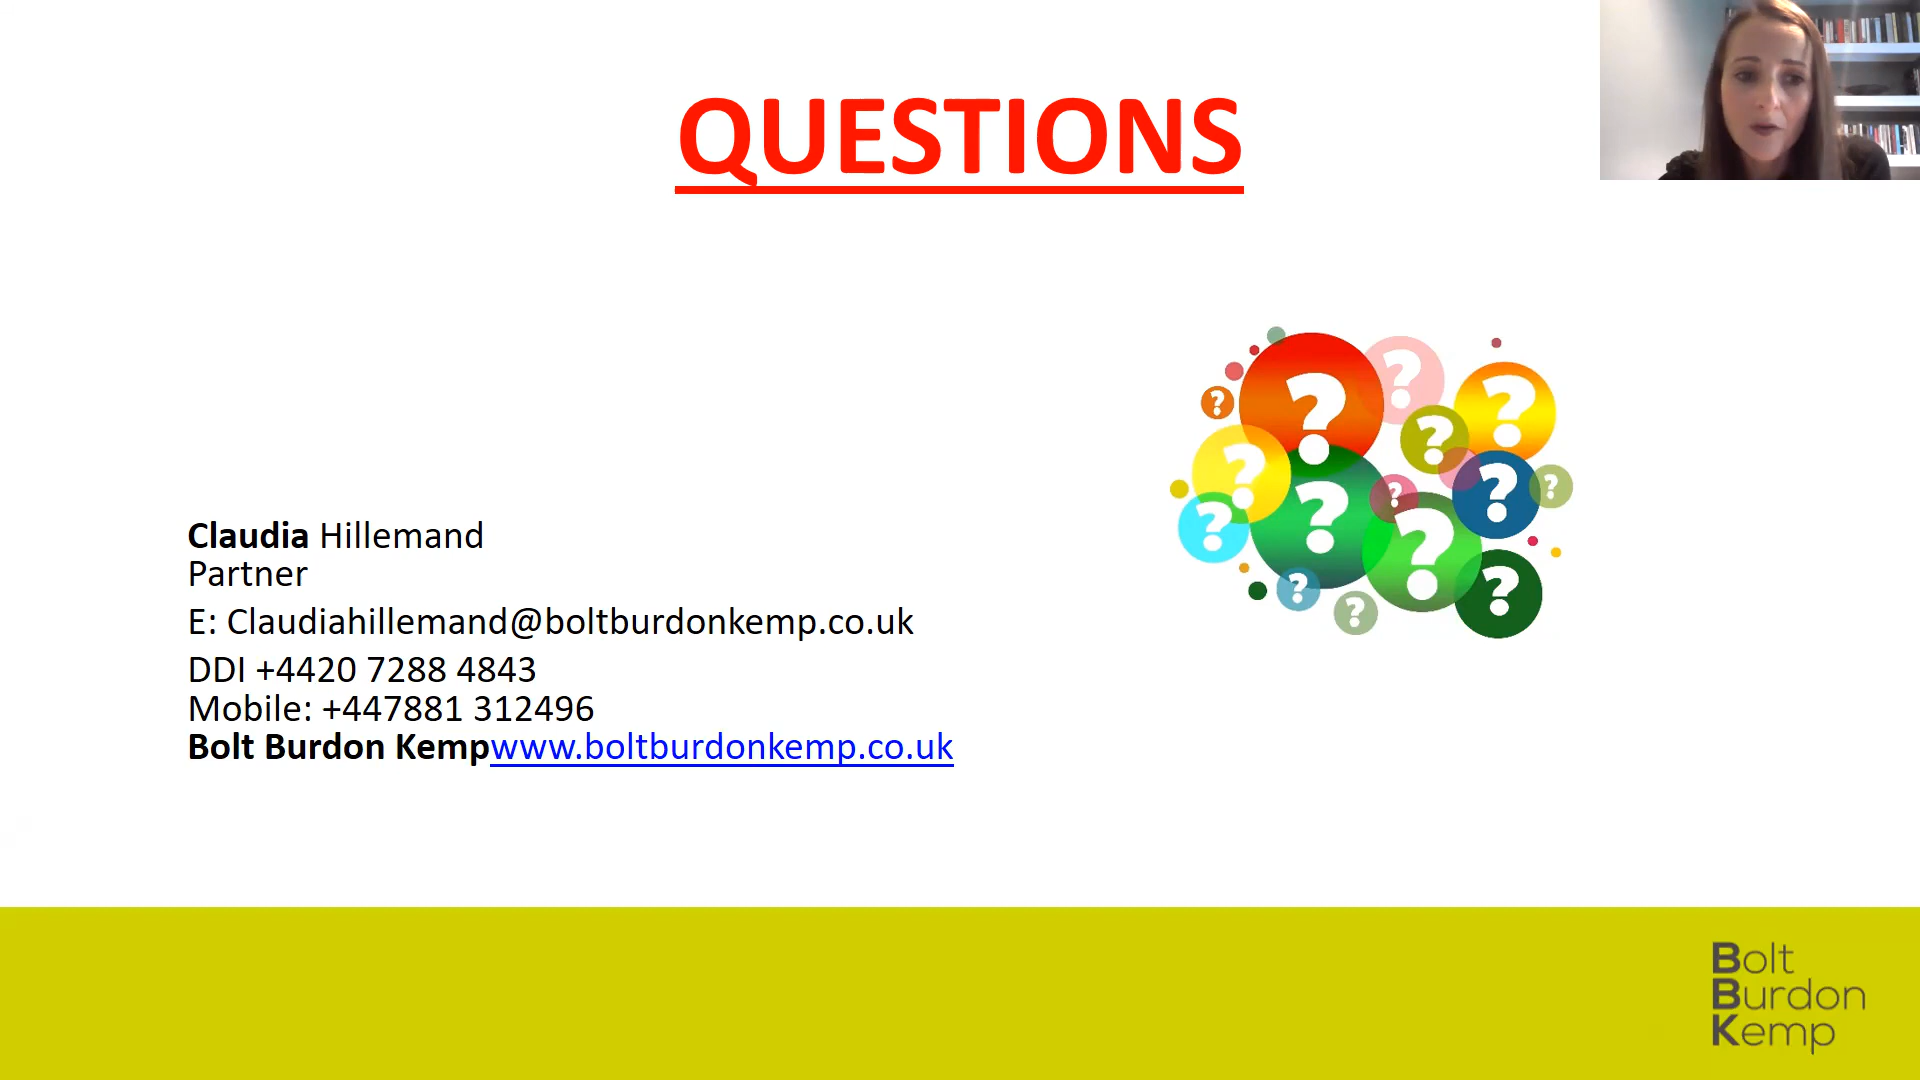 QUESTIONS
? ? ? ? ? ? ? ? ? ? ? ? ? ?
Claudia Hillemand
Partner
E: Claudiahillemand@boltburdonkemp.co.uk
DDI +4420 7288 4843
Mobile: +447881 312496
Bolt Burdon Kempwww.boltburdonkemp.co.uk
Bolt
Burdon
Kemp